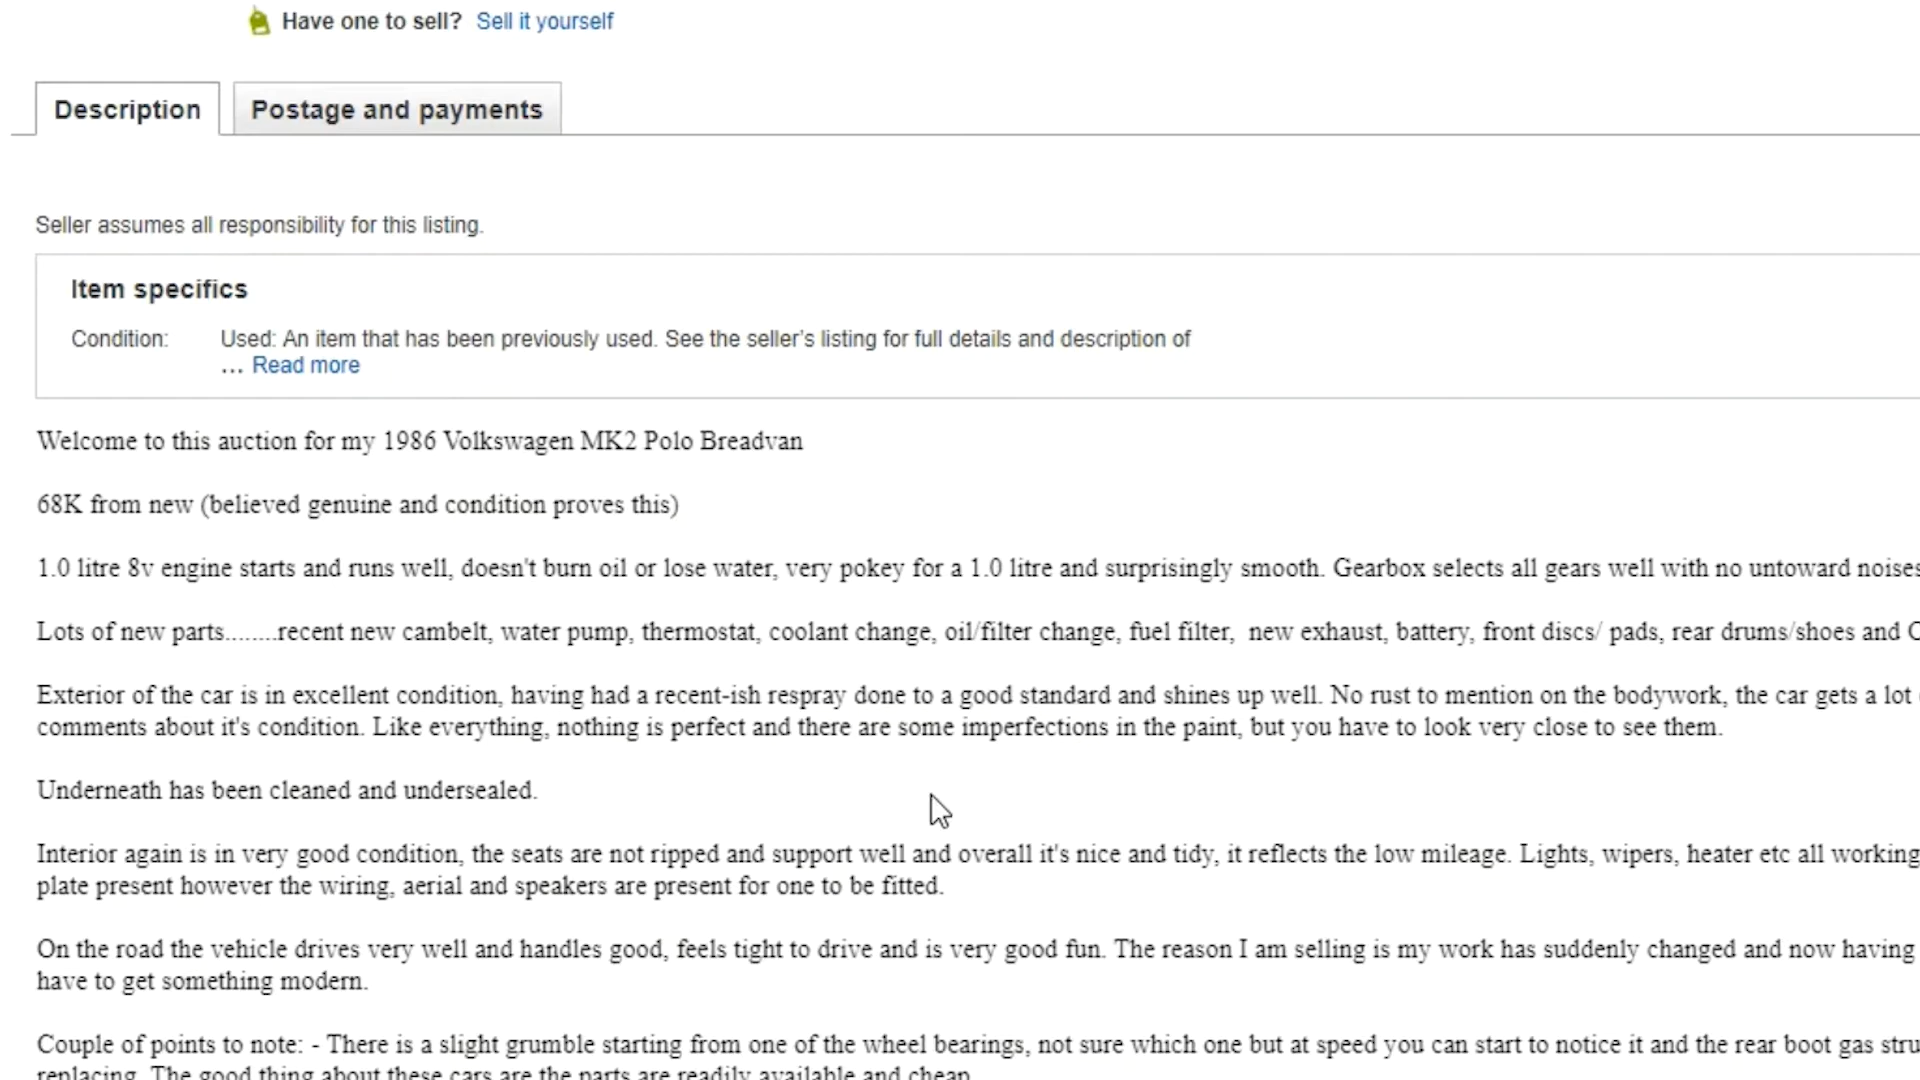 Have one to sell? Sell it yourself
Description
Postage and payments
Seller assumes all responsibility for this listing.
Item specifics
Condition: Used: An item that has been previously used. See the seller's listing for full details and description of
... Read more
Welcome to this auction for my 1986 Volkswagen MK2 Polo Breadvan
68K from new (believed genuine and condition proves this)
1.0 litre 8v engine starts and runs well, doesn't burn oil or lose water, very pokey for a 1.0 litre and surprisingly smooth. Gearbox selects all gears well with no untoward noises
Lots of new parts........recent new cambelt, water pump, thermostat, coolant change, oil/filter change, fuel filter,  new exhaust, battery, front discs/ pads, rear drums/shoes and
Exterior of the car is in excellent condition, having had a recent-ish respray done to a good standard and shines up well. No rust to mention on the bodywork, the car gets a lot
comments about it's condition. Like everything, nothing is perfect and there are some imperfections in the paint, but you have to look very close to see them.
Underneath has been cleaned and undersealed.
Interior again is in very good condition, the seats are not ripped and support well and overall it's nice and tidy, it reflects the low mileage. Lights, wipers, heater etc all working
plate present however the wiring, aerial and speakers are present for one to be fitted.
On the road the vehicle drives very well and handles good, feels tight to drive and is very good fun. The reason I am selling is my work has suddenly changed and now having
have to get something modern.
Couple of points to note: - There is a slight grumble starting from one of the wheel bearings, not sure which one but at speed you can start to notice it and the rear boot gas stru
replacing. The good thing about these cars are the parts are readily available and cheap